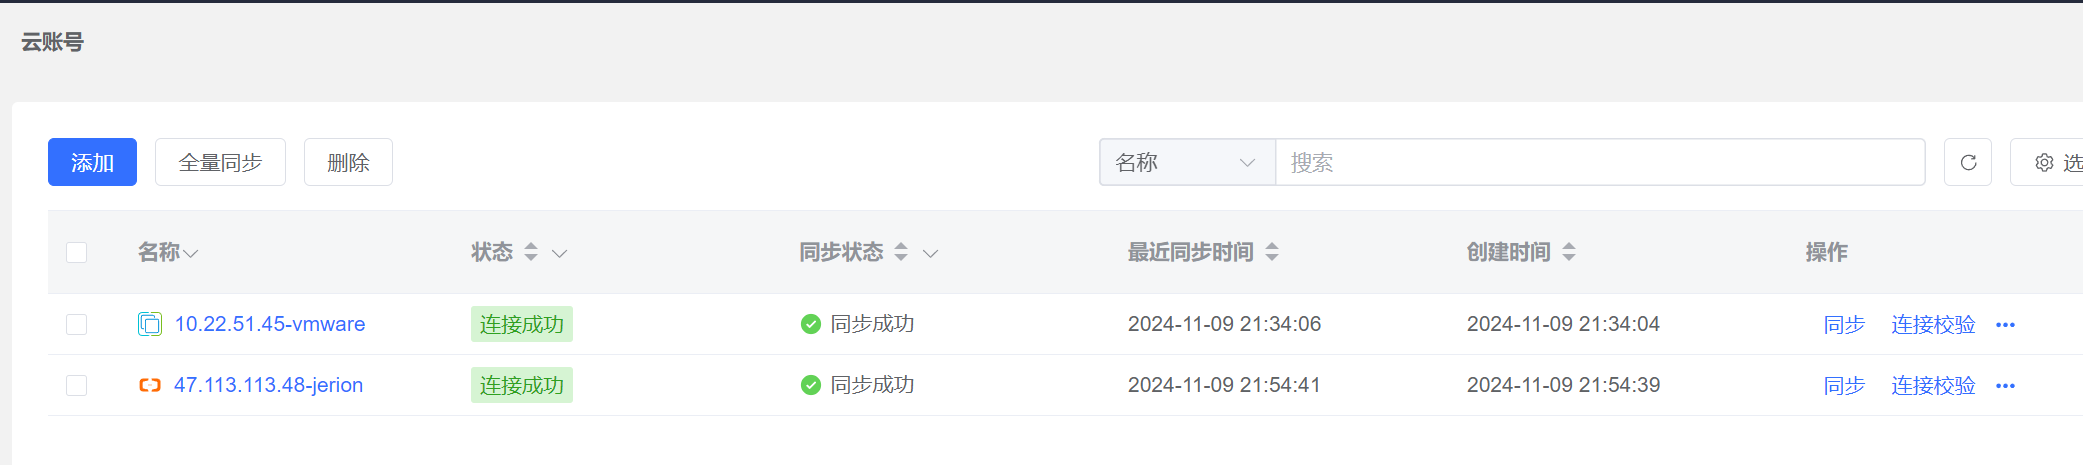 云账号
添加 全量同步 删除 名称 搜索 选
名称 状态 同步状态 最近同步时间 创建时间 操作
10.22.51.45-vmware 连接成功 同步成功 2024-11-09 21:34:06 2024-11-09 21:34:04 同步 连接校验 •••
47.113.113.48-jerion 连接成功 同步成功 2024-11-09 21:54:41 2024-11-09 21:54:39 同步 连接校验 •••